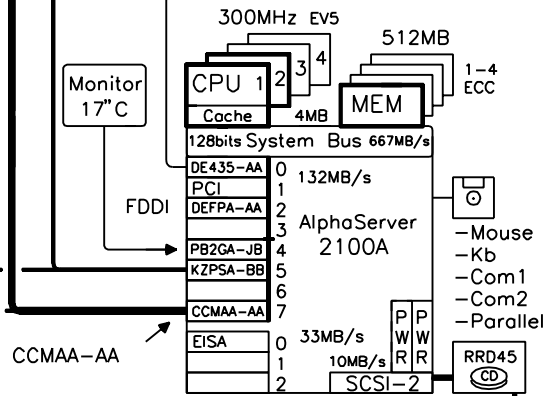 300MHz EV5
512MB
CPU 1 2 3 4
1-4
ECC
Monitor
17"C
Cache
4MB
MEM
128bits System Bus 667MB/s
DE435-AA 0
132MB/s
PCI 1
FDDI
DEFPA-AA 2
3
AlphaServer
2100A
PB2GA-JB 4
KZPSA-BB 5
6
CCMAA-AA 7
-Mouse
-Kb
-Com1
-Com2
-Parallel
CCMAA-AA
EISA 0
33MB/s
PWR
PWR
1
10MB/s
2
SCSI-2
RRD45
CD